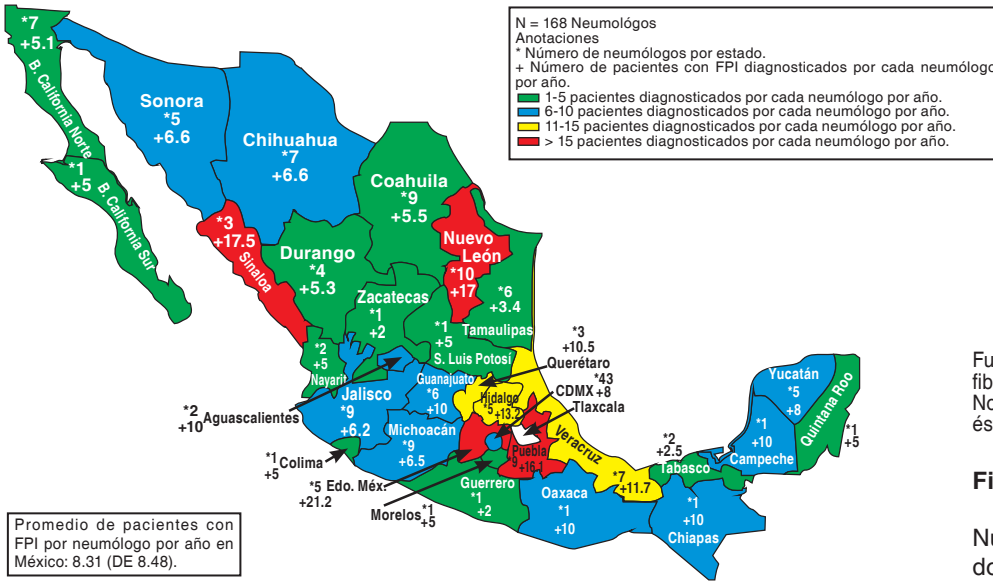 N = 168 Neumológos
Anotaciones
* Número de neumólogos por estado.
+ Número de pacientes con FPI diagnosticados por cada neumólogo
por año.
1-5 pacientes diagnosticados por cada neumólogo por año.
6-10 pacientes diagnosticados por cada neumólogo por año.
11-15 pacientes diagnosticados por cada neumólogo por año.
> 15 pacientes diagnosticados por cada neumólogo por año.
*7
+5.1
B. California Norte
*1
+5
B. California Sur
Sonora
*5
+6.6
Chihuahua
*7
+6.6
Coahuila
*9
+5.5
*3
+17.5
Sinaloa
Durango
*4
+5.3
Nuevo
León
*10
+17
Zacatecas
*1
+2
*1
+5
S. Luis Potosí
*6
+3.4
Tamaulipas
*2
+5
Nayarit
*3
+10.5
Querétaro
*43
CDMX +8
Tlaxcala
*2
+10 Aguascalientes
Jalisco
*9
+6.2
Guanajuato
*6
+10
Hidalgo
*5
+13.2
Michoacán
*9
+6.5
*1
+5 Colima
*5 Edo. Méx.
+21.2
Morelos *1
+5
Guerrero
*1
+2
Puebla
*9 +16.1
Veracruz
*7
+11.7
Oaxaca
*1
+10
*2
+2.5
Tabasco
*1
+10
Chiapas
*1
+10
Campeche
Yucatán
*5
+8
Quintana Roo
*1
+5
Promedio de pacientes con
FPI por neumólogo por año en
México: 8.31 (DE 8.48).
Fu
fib
No
és
Fi
Nú
do